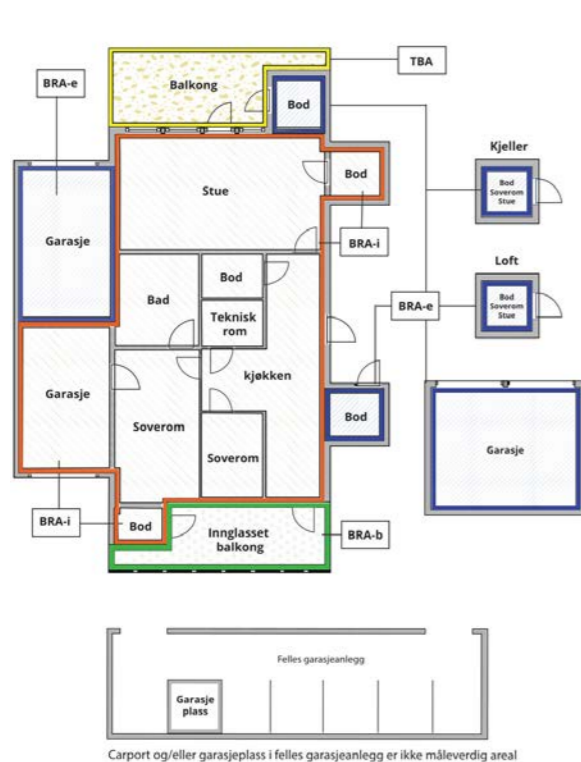 TBA
BRA-e
Balkong
Bod
Kjeller
Bod
Soverom
Stue
Stue
Bod
Garasje
BRA-i
Loft
Bod
Bad
Teknisk
rom
BRA-e
Bod
Soverom
Stue
kjøkken
Garasje
Bod
Soverom
Soverom
Garasje
BRA-i
Bod
Innglasset
balkong
BRA-b
Felles garasjeanlegg
Garasje
plass
Carport og/eller garasjeplass i felles garasjeanlegg er ikke måleverdig areal